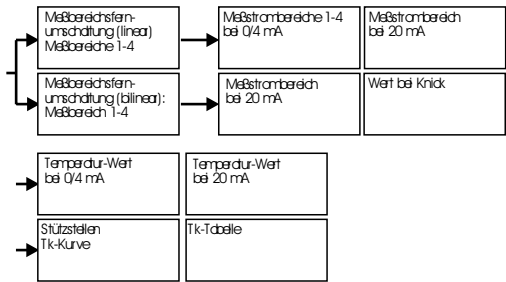 Meßbereichsfern-
umschaltung (linear)
Meßbereiche 1-4
Meßstrombereiche 1-4
bei 0/4 mA
Meßstrombereich
bei 20 mA
Meßbereichsfern-
umschaltung (bilinear):
Meßbereich 1-4
Meßstrombereich
bei 20 mA
Wert bei Knick
Temperatur-Wert
bei 0/4 mA
Temperatur-Wert
bei 20 mA
Stützstellen
Tk-Kurve
Tk-Tabelle